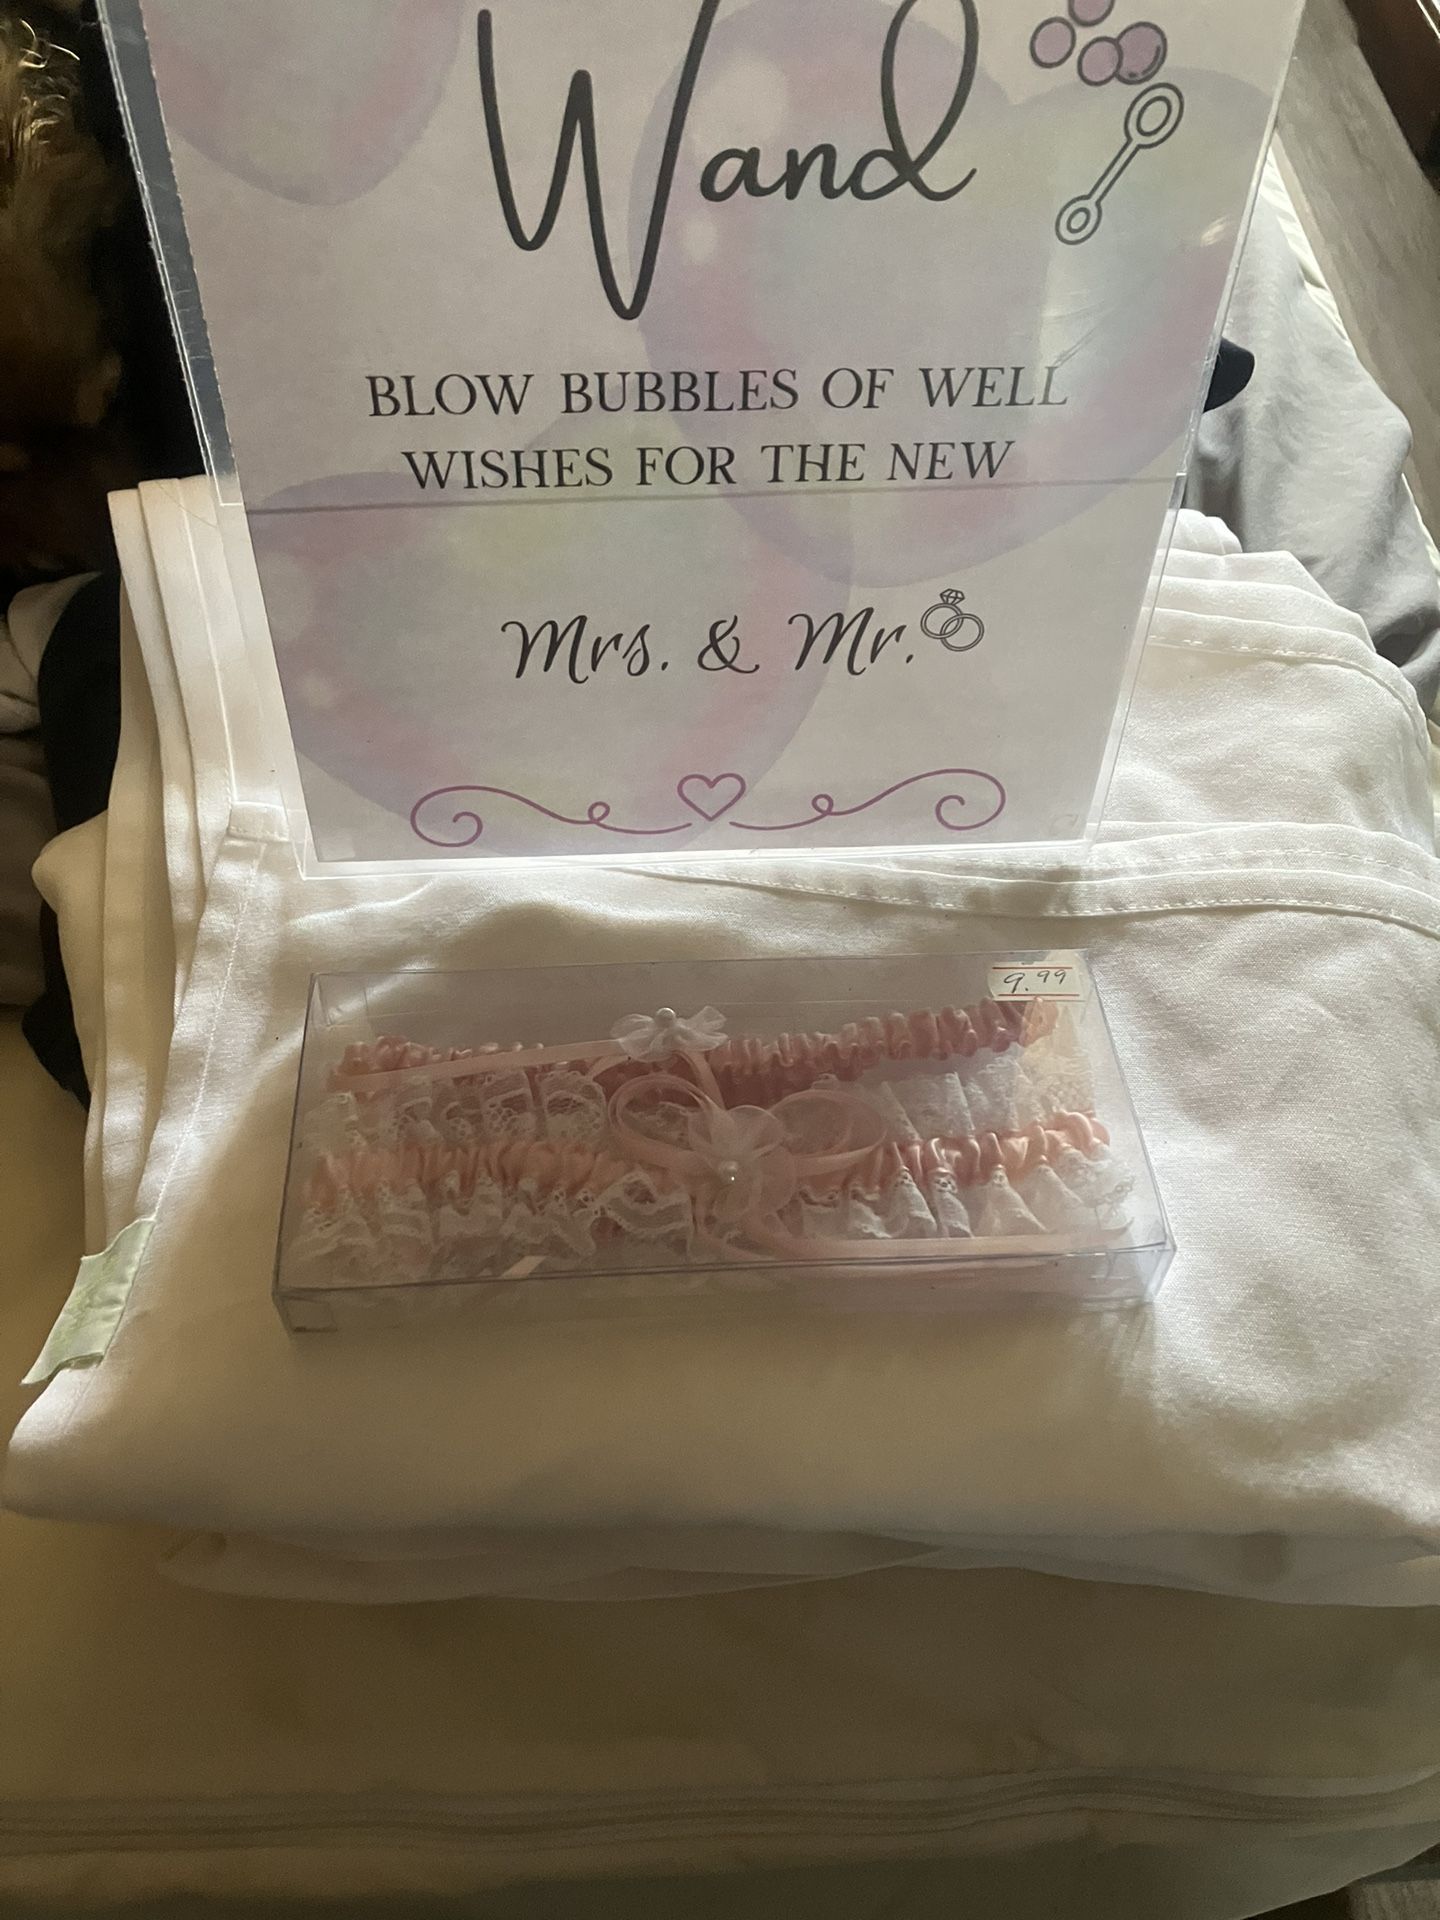 Wand
BLOW BUBBLES OF WELL
WISHES FOR THE NEW
Mrs. & Mr.
9.99